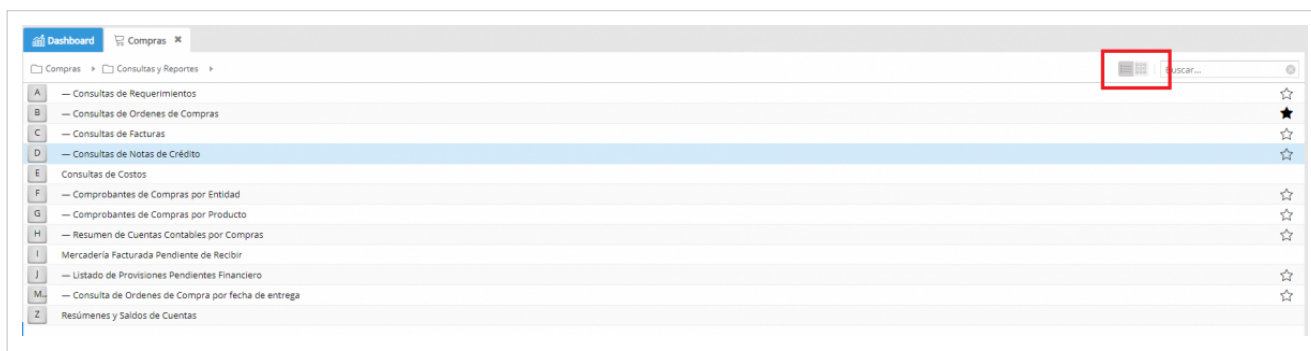 Dashboard Compras
Compras Consultas y Reportes Buscar...
A — Consultas de Requerimientos
B — Consultas de Ordenes de Compras
C — Consultas de Facturas
D — Consultas de Notas de Crédito
E Consultas de Costos
F — Comprobantes de Compras por Entidad
G — Comprobantes de Compras por Producto
H — Resumen de Cuentas Contables por Compras
I Mercadería Facturada Pendiente de Recibir
J — Listado de Provisiones Pendientes Financiero
M... — Consulta de Ordenes de Compra por fecha de entrega
Z Resúmenes y Saldos de Cuentas